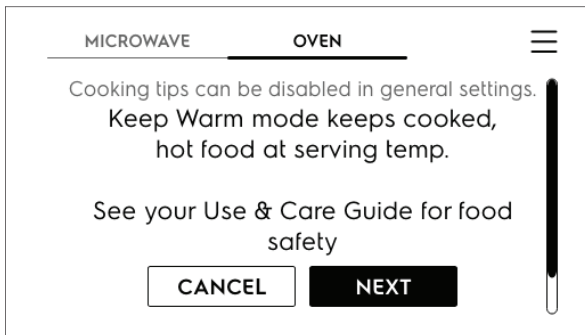 MICROWAVE OVEN
Cooking tips can be disabled in general settings.
Keep Warm mode keeps cooked,
hot food at serving temp.
See your Use & Care Guide for food
safety
CANCEL NEXT